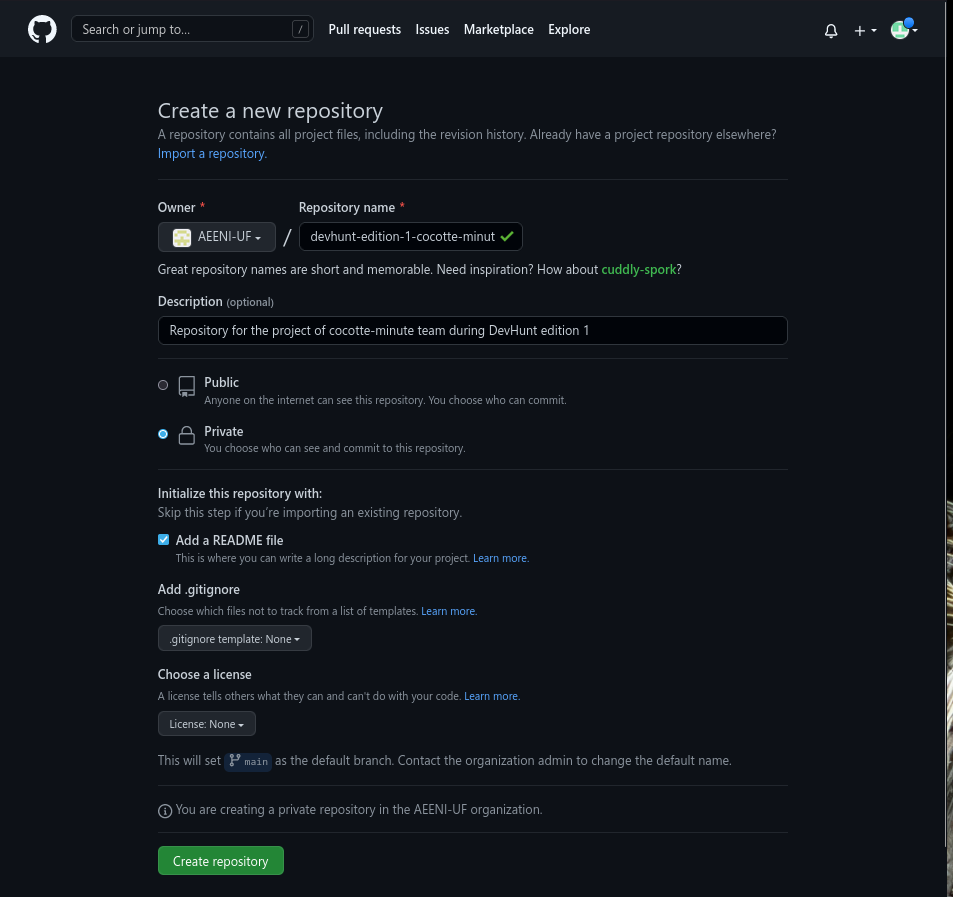 Search or jump to... / Pull requests Issues Marketplace Explore
Create a new repository
A repository contains all project files, including the revision history. Already have a project repository elsewhere?
Import a repository.
Owner * Repository name *
AEENI-UF / devhunt-edition-1-cocotte-minut
Great repository names are short and memorable. Need inspiration? How about cuddly-spork?
Description (optional)
Repository for the project of cocotte-minute team during DevHunt edition 1
Public
Anyone on the internet can see this repository. You choose who can commit.
Private
You choose who can see and commit to this repository.
Initialize this repository with:
Skip this step if you're importing an existing repository.
Add a README file
This is where you can write a long description for your project. Learn more.
Add .gitignore
Choose which files not to track from a list of templates. Learn more.
.gitignore template: None
Choose a license
A license tells others what they can and can't do with your code. Learn more.
License: None
This will set main as the default branch. Contact the organization admin to change the default name.
You are creating a private repository in the AEENI-UF organization.
Create repository